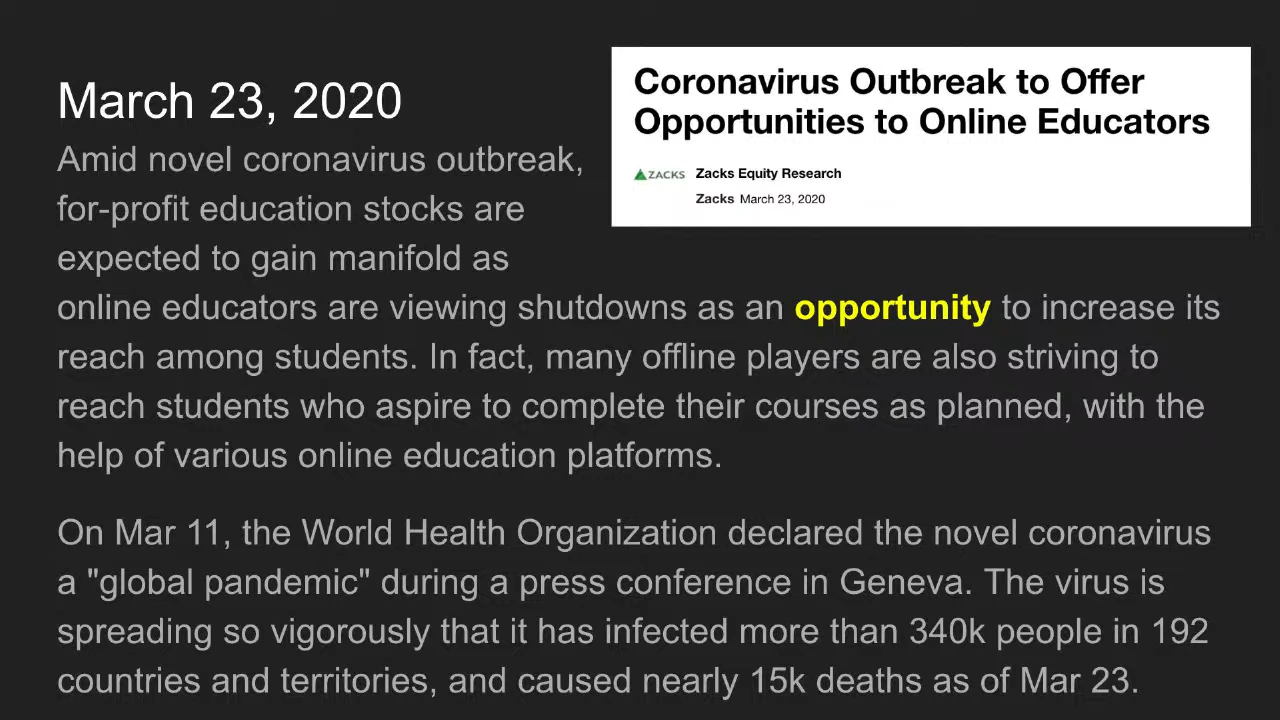 March 23, 2020
Coronavirus Outbreak to Offer
Opportunities to Online Educators
ZACKS Zacks Equity Research
Zacks March 23, 2020
Amid novel coronavirus outbreak,
for-profit education stocks are
expected to gain manifold as
online educators are viewing shutdowns as an opportunity to increase its
reach among students. In fact, many offline players are also striving to
reach students who aspire to complete their courses as planned, with the
help of various online education platforms.
On Mar 11, the World Health Organization declared the novel coronavirus
a "global pandemic" during a press conference in Geneva. The virus is
spreading so vigorously that it has infected more than 340k people in 192
countries and territories, and caused nearly 15k deaths as of Mar 23.